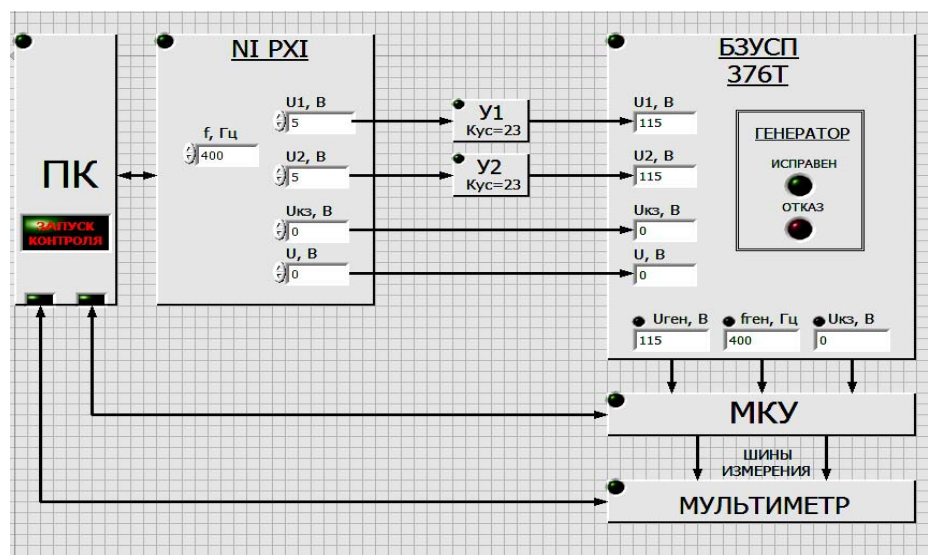 ПК
ЗАПУСК
КОНТРОЛЯ
NI PXI
f, Гц
400
U1, В
5
U2, В
5
Uкз, В
0
U, В
0
У1
Кус=23
У2
Кус=23
БЗУСП
376Т
U1, В
115
U2, В
115
Uкз, В
0
U, В
0
ГЕНЕРАТОР
ИСПРАВЕН
ОТКАЗ
Uген, В
115
fген, Гц
400
Uкз, В
0
МКУ
ШИНЫ
ИЗМЕРЕНИЯ
МУЛЬТИМЕТР